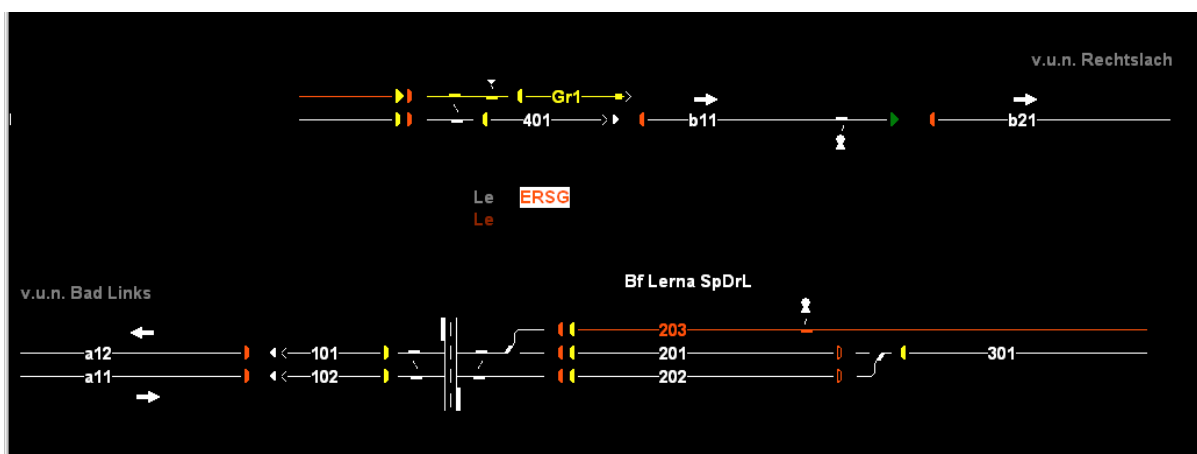 v.u.n. Rechtslach
Gr1
401 b11 b21
Le ERSG
Le
Bf Lerna SpDrL
v.u.n. Bad Links
203
a12 101 201 301
a11 102 202